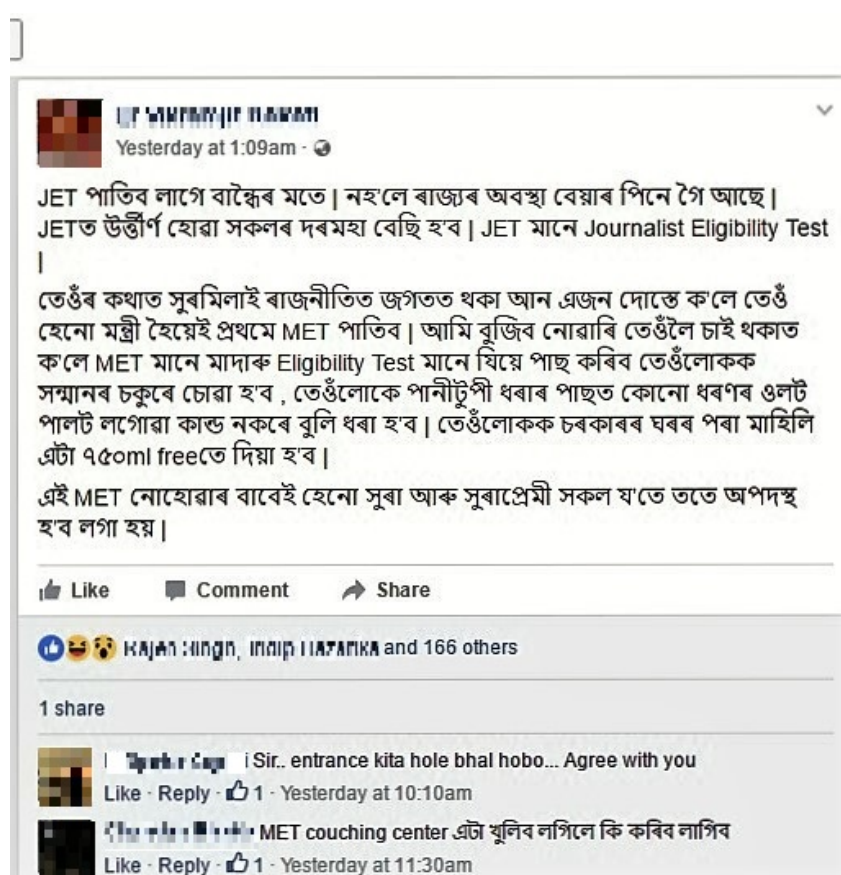 Yesterday at 1:09am ·
JET পাতিব লাগে বান্ধৈৰ মতে | নহ'লে ৰাজ্যৰ অবস্থা বেয়াৰ পিনে গৈ আছে |
JETত উৰ্ত্তীৰ্ণ হোৱা সকলৰ দৰমহা বেছি হ'ব | JET মানে Journalist Eligibility Test
|
তেওঁৰ কথাত সুৰমিলাই ৰাজনীতিত জগতত থকা আন এজন দোস্তে ক'লে তেওঁ
হেনো মন্ত্ৰী হৈয়েই প্ৰথমে MET পাতিব | আমি বুজিব নোৱাৰি তেওঁলৈ চাই থকাত
ক'লে MET মানে মাদাৰু Eligibility Test মানে যিয়ে পাছ কৰিব তেওঁলোকক
সন্মানৰ চকুৰে চোৱা হ'ব , তেওঁলোকে পানীটুপী ধৰাৰ পাছত কোনো ধৰণৰ ওলট
পালট লগোৱা কান্ড নকৰে বুলি ধৰা হ'ব | তেওঁলোকক চৰকাৰৰ ঘৰৰ পৰা মাহিলি
এটা ৭৫০ml freeতে দিয়া হ'ব |
এই MET নোহোৱাৰ বাবেই হেনো সুৰা আৰু সুৰাপ্ৰেমী সকল য'তে ততে অপদস্থ
হ'ব লগা হয় |
Like Comment Share
and 166 others
1 share
Sir.. entrance kita hole bhal hobo... Agree with you
Like · Reply · 1 · Yesterday at 10:10am
MET couching center এটা খুলিব লাগিলে কি কৰিব লাগিব
Like · Reply · 1 · Yesterday at 11:30am